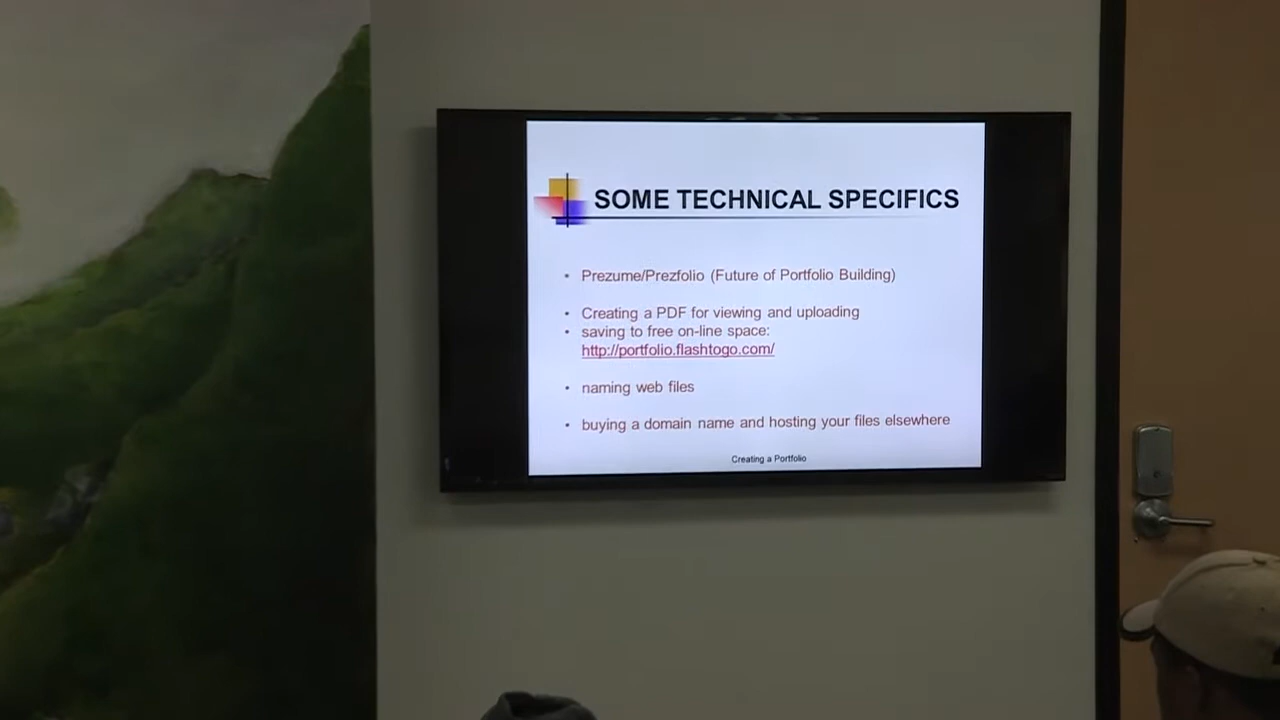 SOME TECHNICAL SPECIFICS
• Prezume/Prezfolio (Future of Portfolio Building)
• Creating a PDF for viewing and uploading
• saving to free on-line space:
http://portfolio.flashtogo.com/
• naming web files
• buying a domain name and hosting your files elsewhere
Creating a Portfolio